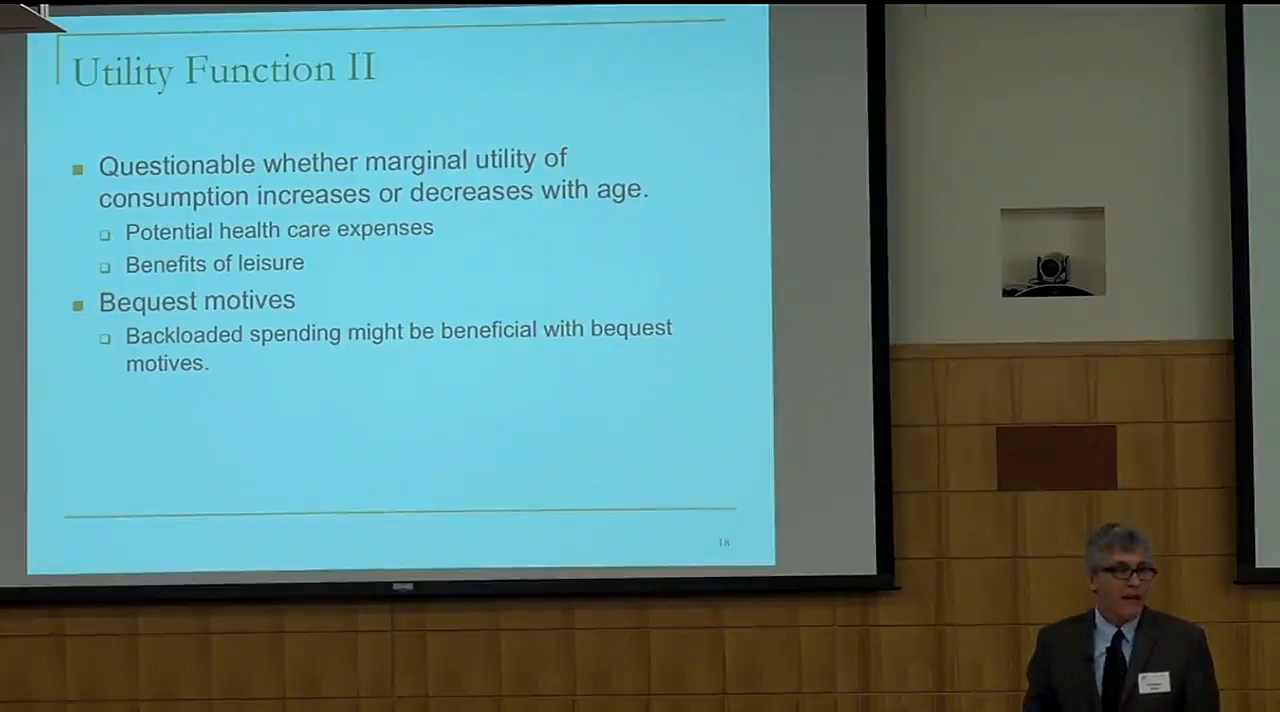 Utility Function II
Questionable whether marginal utility of
consumption increases or decreases with age.
Potential health care expenses
Benefits of leisure
Bequest motives
Backloaded spending might be beneficial with bequest
motives.
18